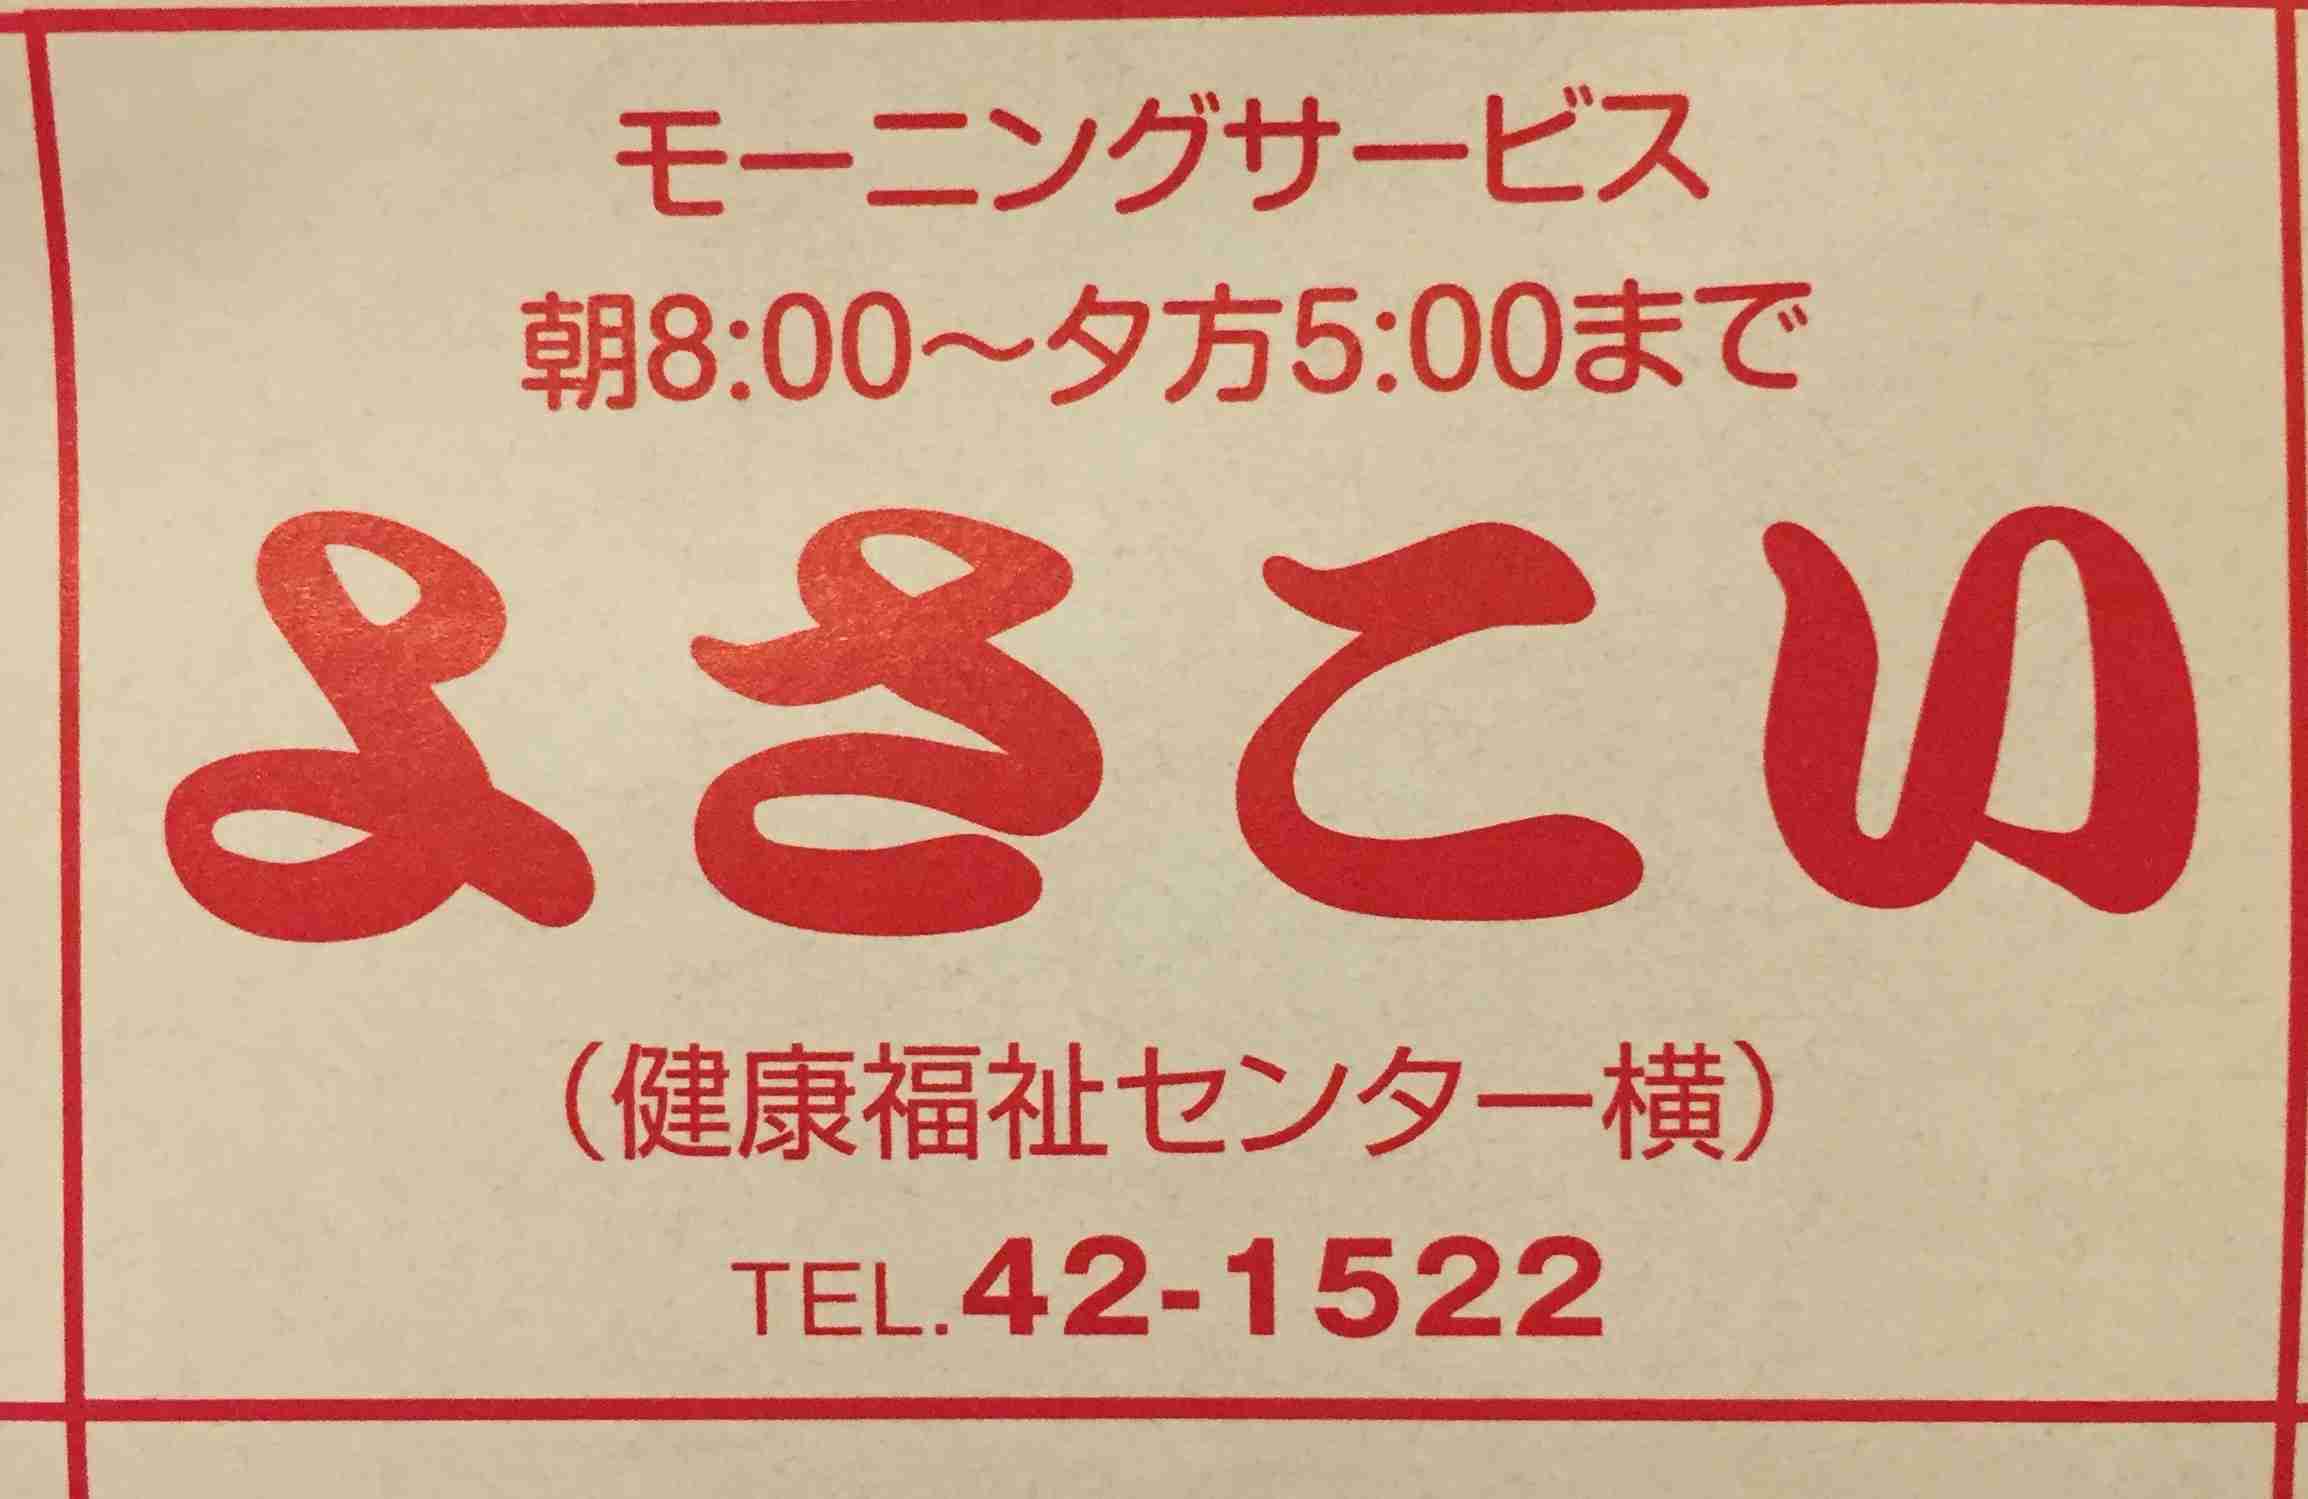 モーニングサービス
朝8:00～夕方5:00まで
よさこい
（健康福祉センター横）
TEL.42-1522